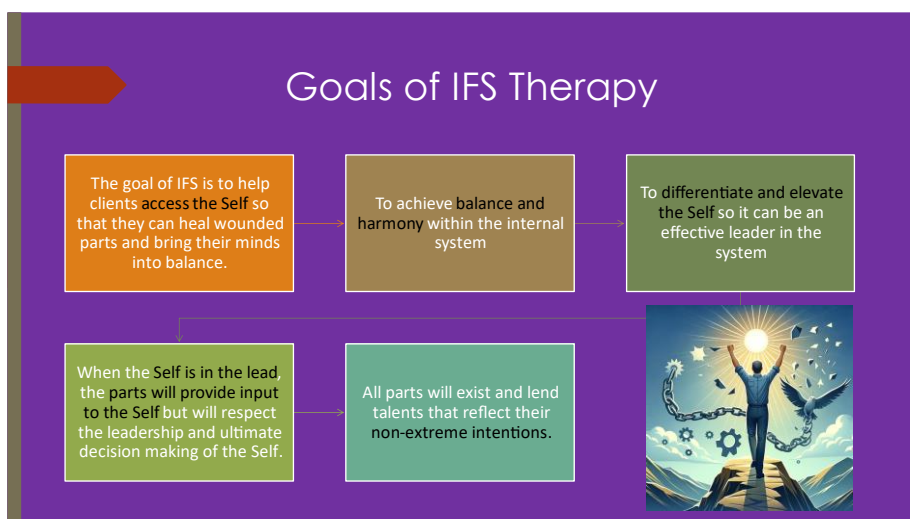 Goals of IFS Therapy
The goal of IFS is to help
clients access the Self so
that they can heal wounded
parts and bring their minds
into balance.
To achieve balance and
harmony within the internal
system
To differentiate and elevate
the Self so it can be an
effective leader in the
system
When the Self is in the lead,
the parts will provide input
to the Self but will respect
the leadership and ultimate
decision making of the Self.
All parts will exist and lend
talents that reflect their
non-extreme intentions.